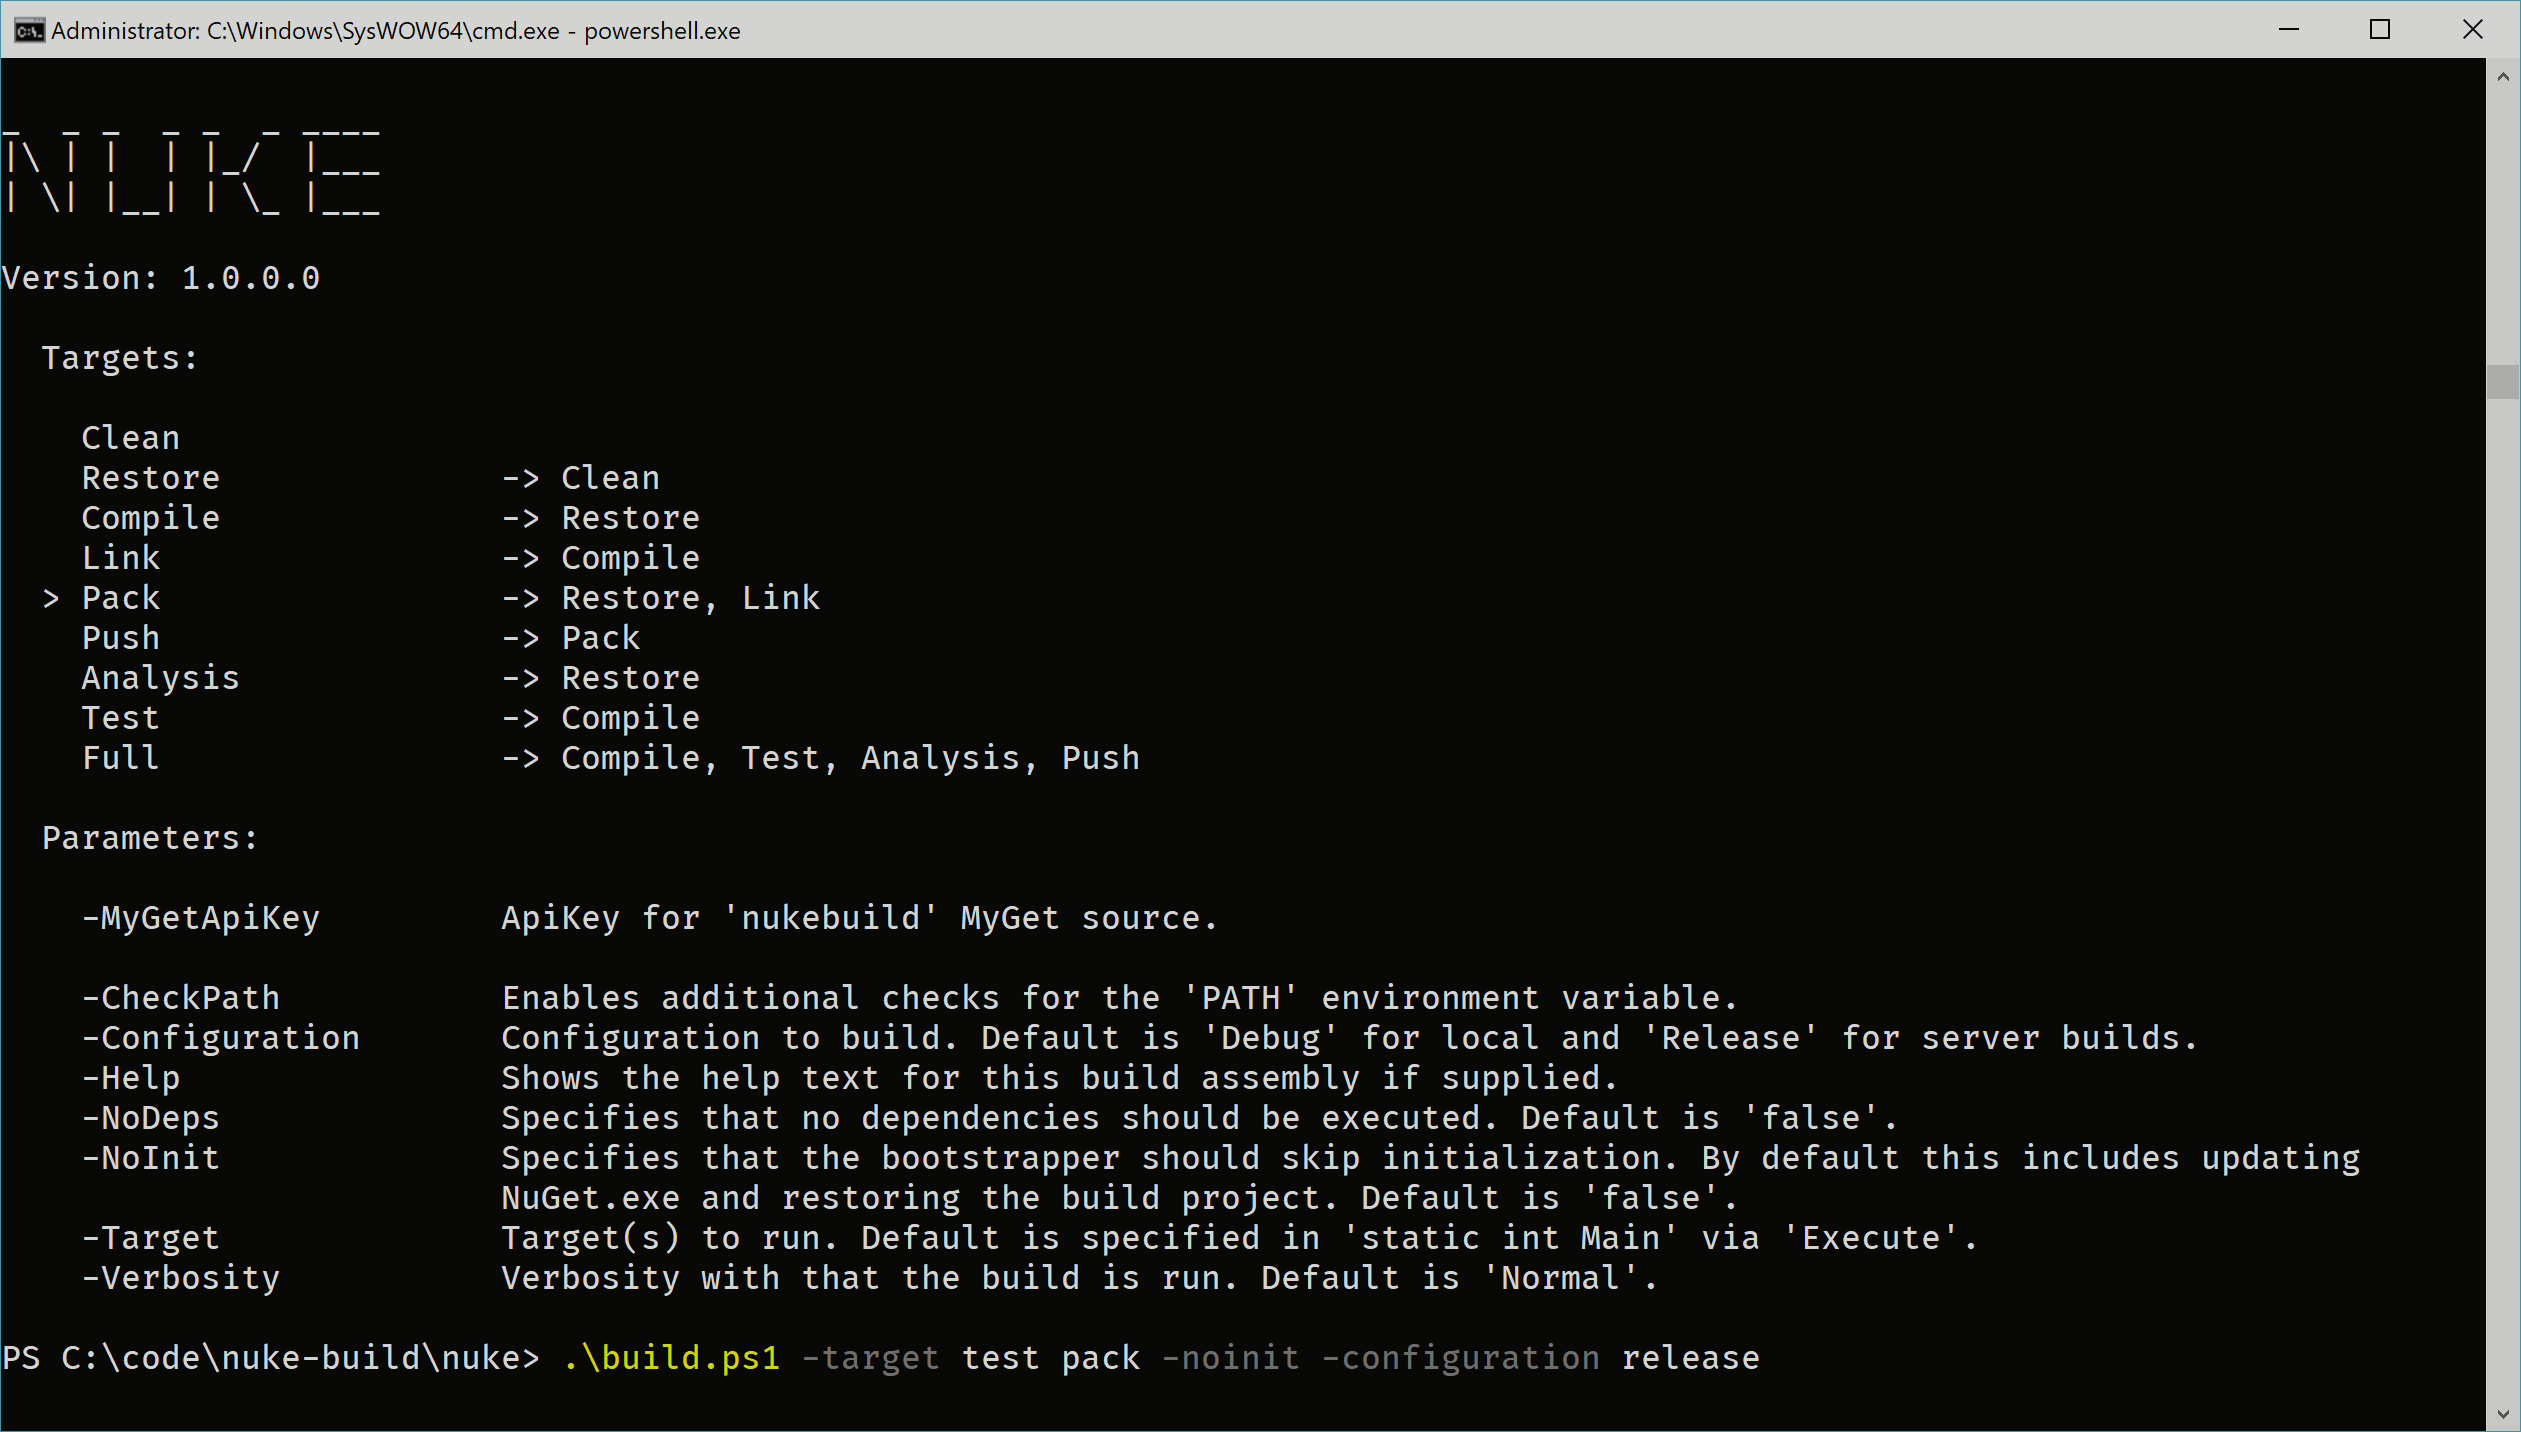 Administrator: C:\Windows\SysWOW64\cmd.exe - powershell.exe
NUKE
Version: 1.0.0.0
Targets:
Clean
Restore -> Clean
Compile -> Restore
Link -> Compile
> Pack -> Restore, Link
Push -> Pack
Analysis -> Restore
Test -> Compile
Full -> Compile, Test, Analysis, Push
Parameters:
-MyGetApiKey ApiKey for 'nukebuild' MyGet source.
-CheckPath Enables additional checks for the 'PATH' environment variable.
-Configuration Configuration to build. Default is 'Debug' for local and 'Release' for server builds.
-Help Shows the help text for this build assembly if supplied.
-NoDeps Specifies that no dependencies should be executed. Default is 'false'.
-NoInit Specifies that the bootstrapper should skip initialization. By default this includes updating
NuGet.exe and restoring the build project. Default is 'false'.
-Target Target(s) to run. Default is specified in 'static int Main' via 'Execute'.
-Verbosity Verbosity with that the build is run. Default is 'Normal'.
PS C:\code\nuke-build\nuke> .\build.ps1 -target test pack -noinit -configuration release